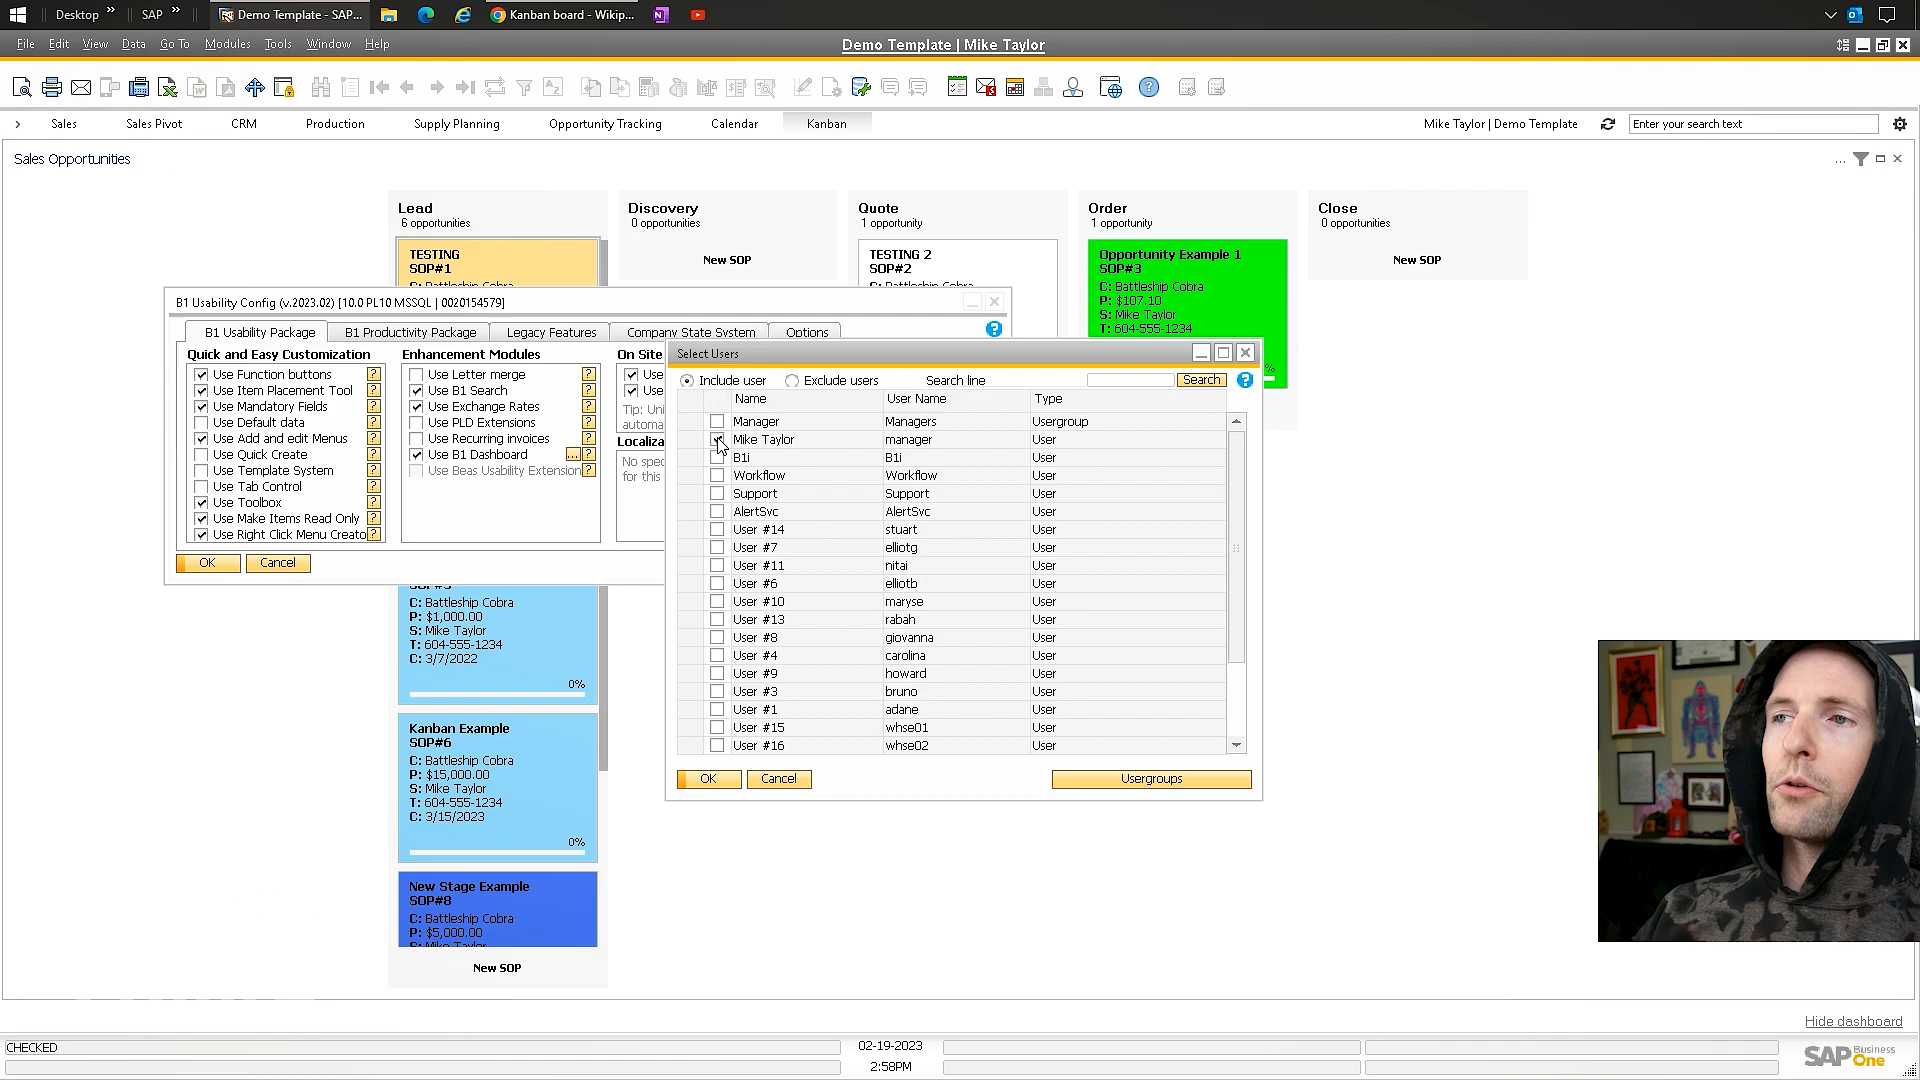 Desktop
SAP
Demo Template - SAP...
Kanban board - Wikip...
File Edit View Data Go To Modules Tools Window Help
Demo Template | Mike Taylor
Sales
Sales Pivot
CRM
Production
Supply Planning
Opportunity Tracking
Calendar
Kanban
Mike Taylor | Demo Template
Enter your search text
Sales Opportunities
Lead
6 opportunities
Discovery
0 opportunities
Quote
1 opportunity
Order
1 opportunity
Close
0 opportunities
TESTING
SOP#1
New SOP
TESTING 2
SOP#2
Opportunity Example 1
SOP#3
C: Battleship Cobra
P: $107.10
S: Mike Taylor
T: 604-555-1234
New SOP
B1 Usability Config (v.2023.02) [10.0 PL10 MSSQL | 0020154579]
B1 Usability Package
B1 Productivity Package
Legacy Features
Company State System
Options
Quick and Easy Customization
Use Function buttons
Use Item Placement Tool
Use Mandatory Fields
Use Default data
Use Add and edit Menus
Use Quick Create
Use Template System
Use Tab Control
Use Toolbox
Use Make Items Read Only
Use Right Click Menu Creato
Enhancement Modules
Use Letter merge
Use B1 Search
Use Exchange Rates
Use PLD Extensions
Use Recurring invoices
Use B1 Dashboard
Use Beas Usability Extension
On Site
Use
Use
Tip: Uni
automa
Localiza
No spec
for this
OK
Cancel
Select Users
Include user
Exclude users
Search line
Search
Name User Name Type
Manager Managers Usergroup
Mike Taylor manager User
B1i B1i User
Workflow Workflow User
Support Support User
AlertSvc AlertSvc User
User #14 stuart User
User #7 elliotg User
User #11 nitai User
User #6 elliotb User
User #10 maryse User
User #13 rabah User
User #8 giovanna User
User #4 carolina User
User #9 howard User
User #3 bruno User
User #1 adane User
User #15 whse01 User
User #16 whse02 User
OK
Cancel
Usergroups
C: Battleship Cobra
P: $1,000.00
S: Mike Taylor
T: 604-555-1234
C: 3/7/2022
0%
Kanban Example
SOP#6
C: Battleship Cobra
P: $15,000.00
S: Mike Taylor
T: 604-555-1234
C: 3/15/2023
0%
New Stage Example
SOP#8
C: Battleship Cobra
P: $5,000.00
S: Mike Taylor
New SOP
Hide dashboard
CHECKED
02-19-2023
2:58PM
SAP Business One